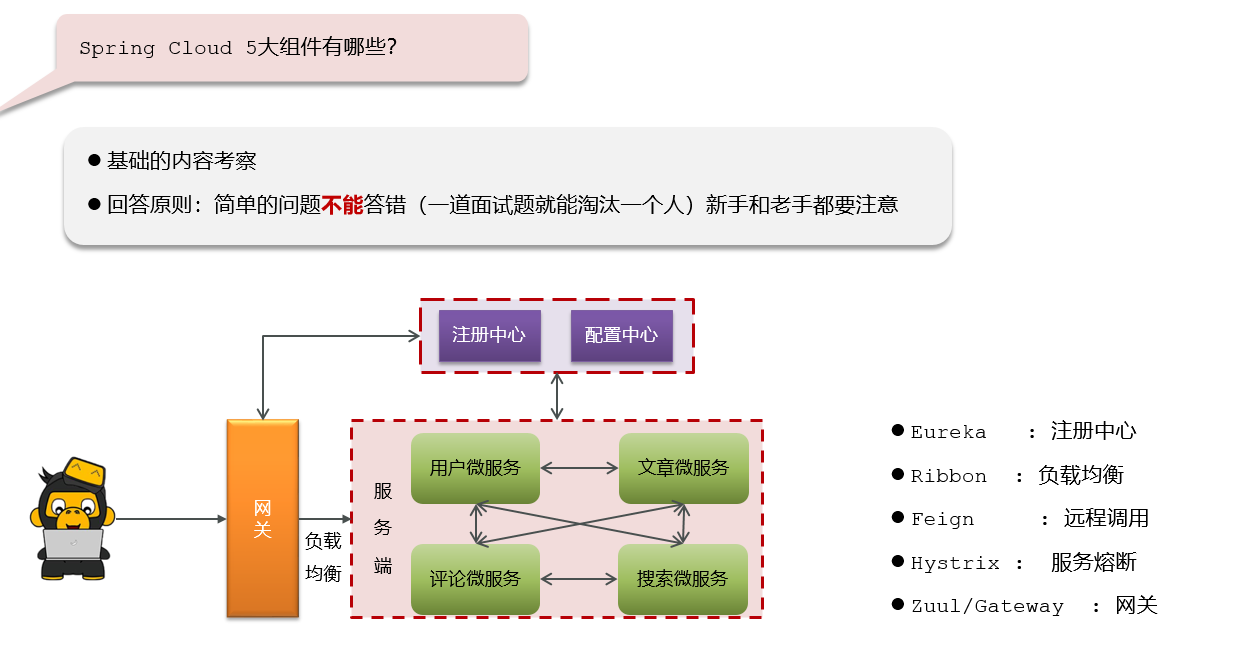 Spring Cloud 5大组件有哪些?
● 基础的内容考察
● 回答原则：简单的问题不能答错（一道面试题就能淘汰一个人）新手和老手都要注意
注册中心
配置中心
网
关
负载
均衡
服
务
端
用户微服务
文章微服务
评论微服务
搜索微服务
● Eureka ：注册中心
● Ribbon ：负载均衡
● Feign ：远程调用
● Hystrix ： 服务熔断
● Zuul/Gateway ：网关